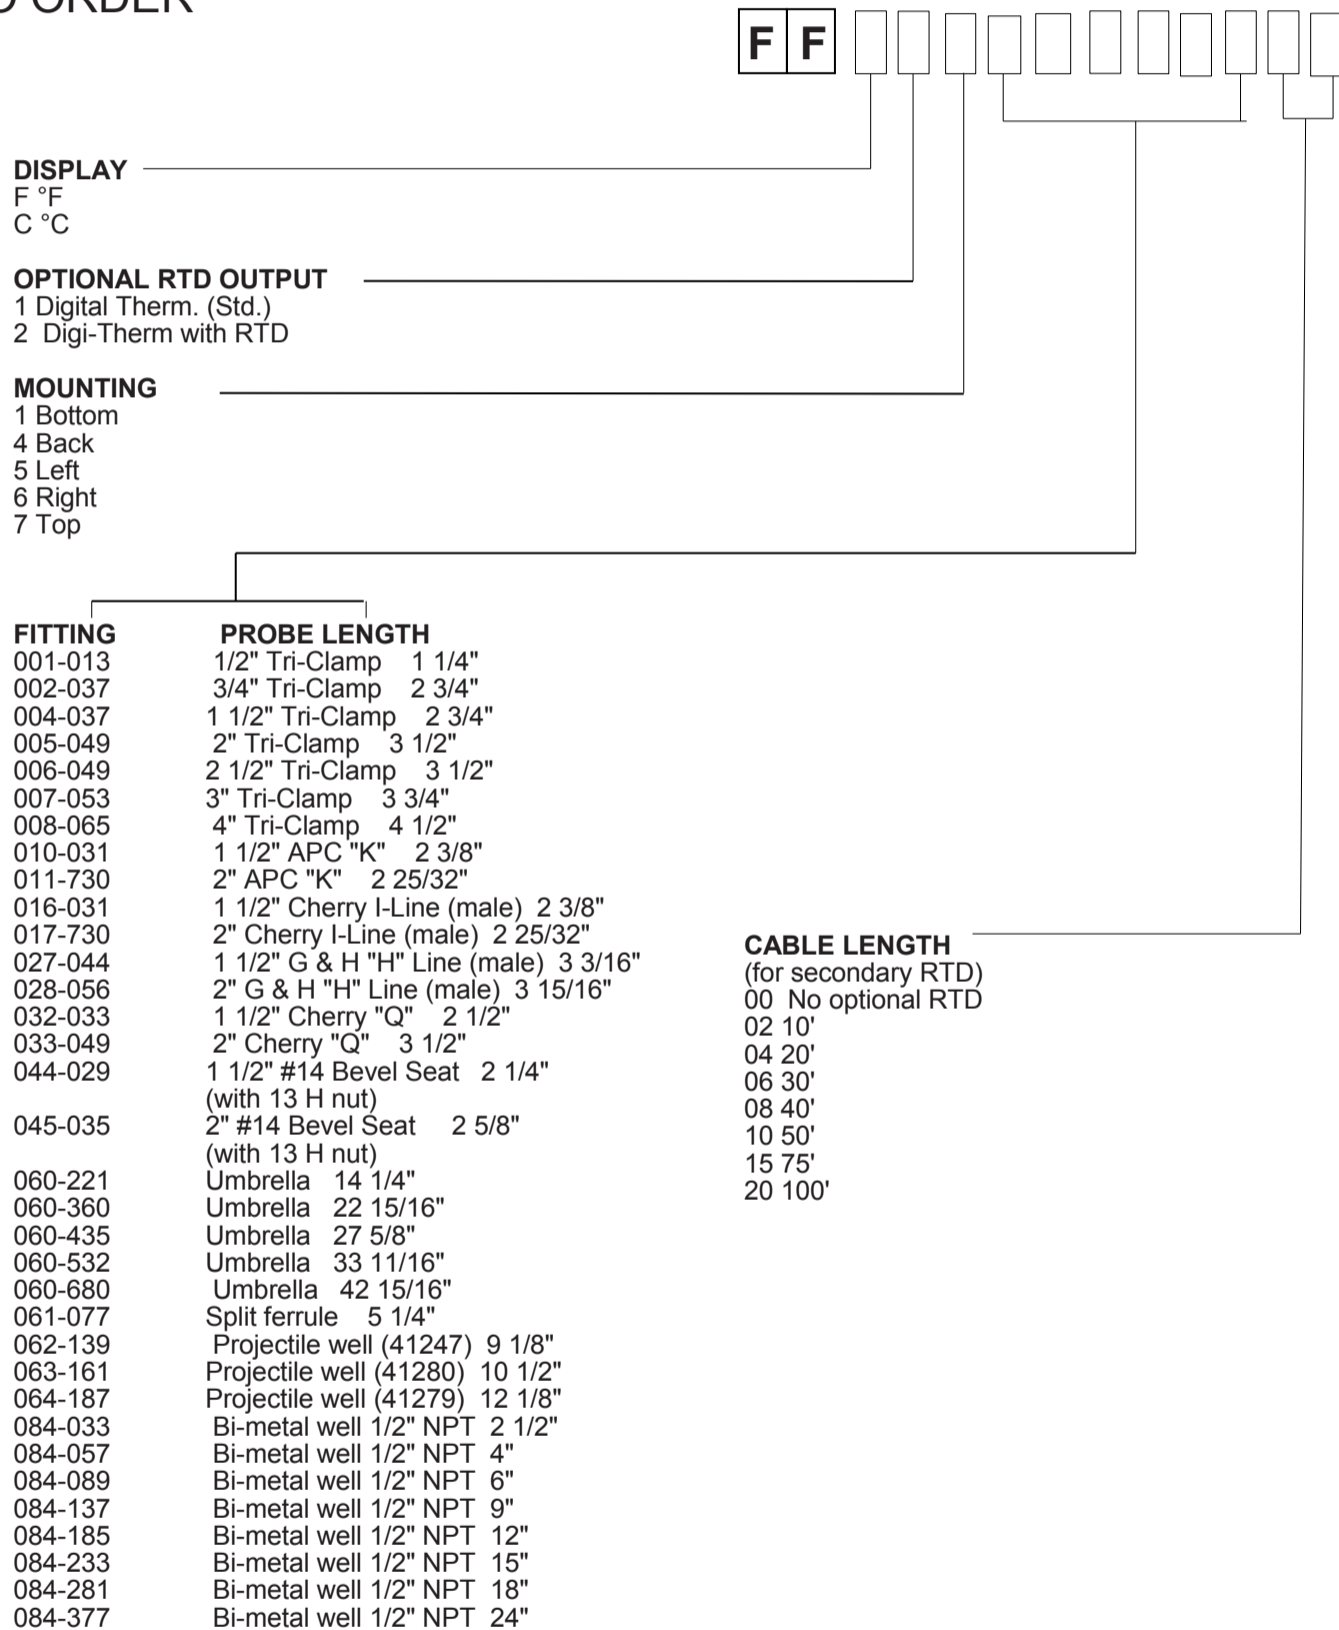 ORDER
F F
DISPLAY
F °F
C °C
OPTIONAL RTD OUTPUT
1 Digital Therm. (Std.)
2 Digi-Therm with RTD
MOUNTING
1 Bottom
4 Back
5 Left
6 Right
7 Top
FITTING PROBE LENGTH
001-013 1/2" Tri-Clamp 1 1/4"
002-037 3/4" Tri-Clamp 2 3/4"
004-037 1 1/2" Tri-Clamp 2 3/4"
005-049 2" Tri-Clamp 3 1/2"
006-049 2 1/2" Tri-Clamp 3 1/2"
007-053 3" Tri-Clamp 3 3/4"
008-065 4" Tri-Clamp 4 1/2"
010-031 1 1/2" APC "K" 2 3/8"
011-730 2" APC "K" 2 25/32"
016-031 1 1/2" Cherry I-Line (male) 2 3/8"
017-730 2" Cherry I-Line (male) 2 25/32"
027-044 1 1/2" G & H "H" Line (male) 3 3/16"
028-056 2" G & H "H" Line (male) 3 15/16"
032-033 1 1/2" Cherry "Q" 2 1/2"
033-049 2" Cherry "Q" 3 1/2"
044-029 1 1/2" #14 Bevel Seat 2 1/4"
(with 13 H nut)
045-035 2" #14 Bevel Seat 2 5/8"
(with 13 H nut)
060-221 Umbrella 14 1/4"
060-360 Umbrella 22 15/16"
060-435 Umbrella 27 5/8"
060-532 Umbrella 33 11/16"
060-680 Umbrella 42 15/16"
061-077 Split ferrule 5 1/4"
062-139 Projectile well (41247) 9 1/8"
063-161 Projectile well (41280) 10 1/2"
064-187 Projectile well (41279) 12 1/8"
084-033 Bi-metal well 1/2" NPT 2 1/2"
084-057 Bi-metal well 1/2" NPT 4"
084-089 Bi-metal well 1/2" NPT 6"
084-137 Bi-metal well 1/2" NPT 9"
084-185 Bi-metal well 1/2" NPT 12"
084-233 Bi-metal well 1/2" NPT 15"
084-281 Bi-metal well 1/2" NPT 18"
084-377 Bi-metal well 1/2" NPT 24"
CABLE LENGTH
(for secondary RTD)
00 No optional RTD
02 10'
04 20'
06 30'
08 40'
10 50'
15 75'
20 100'